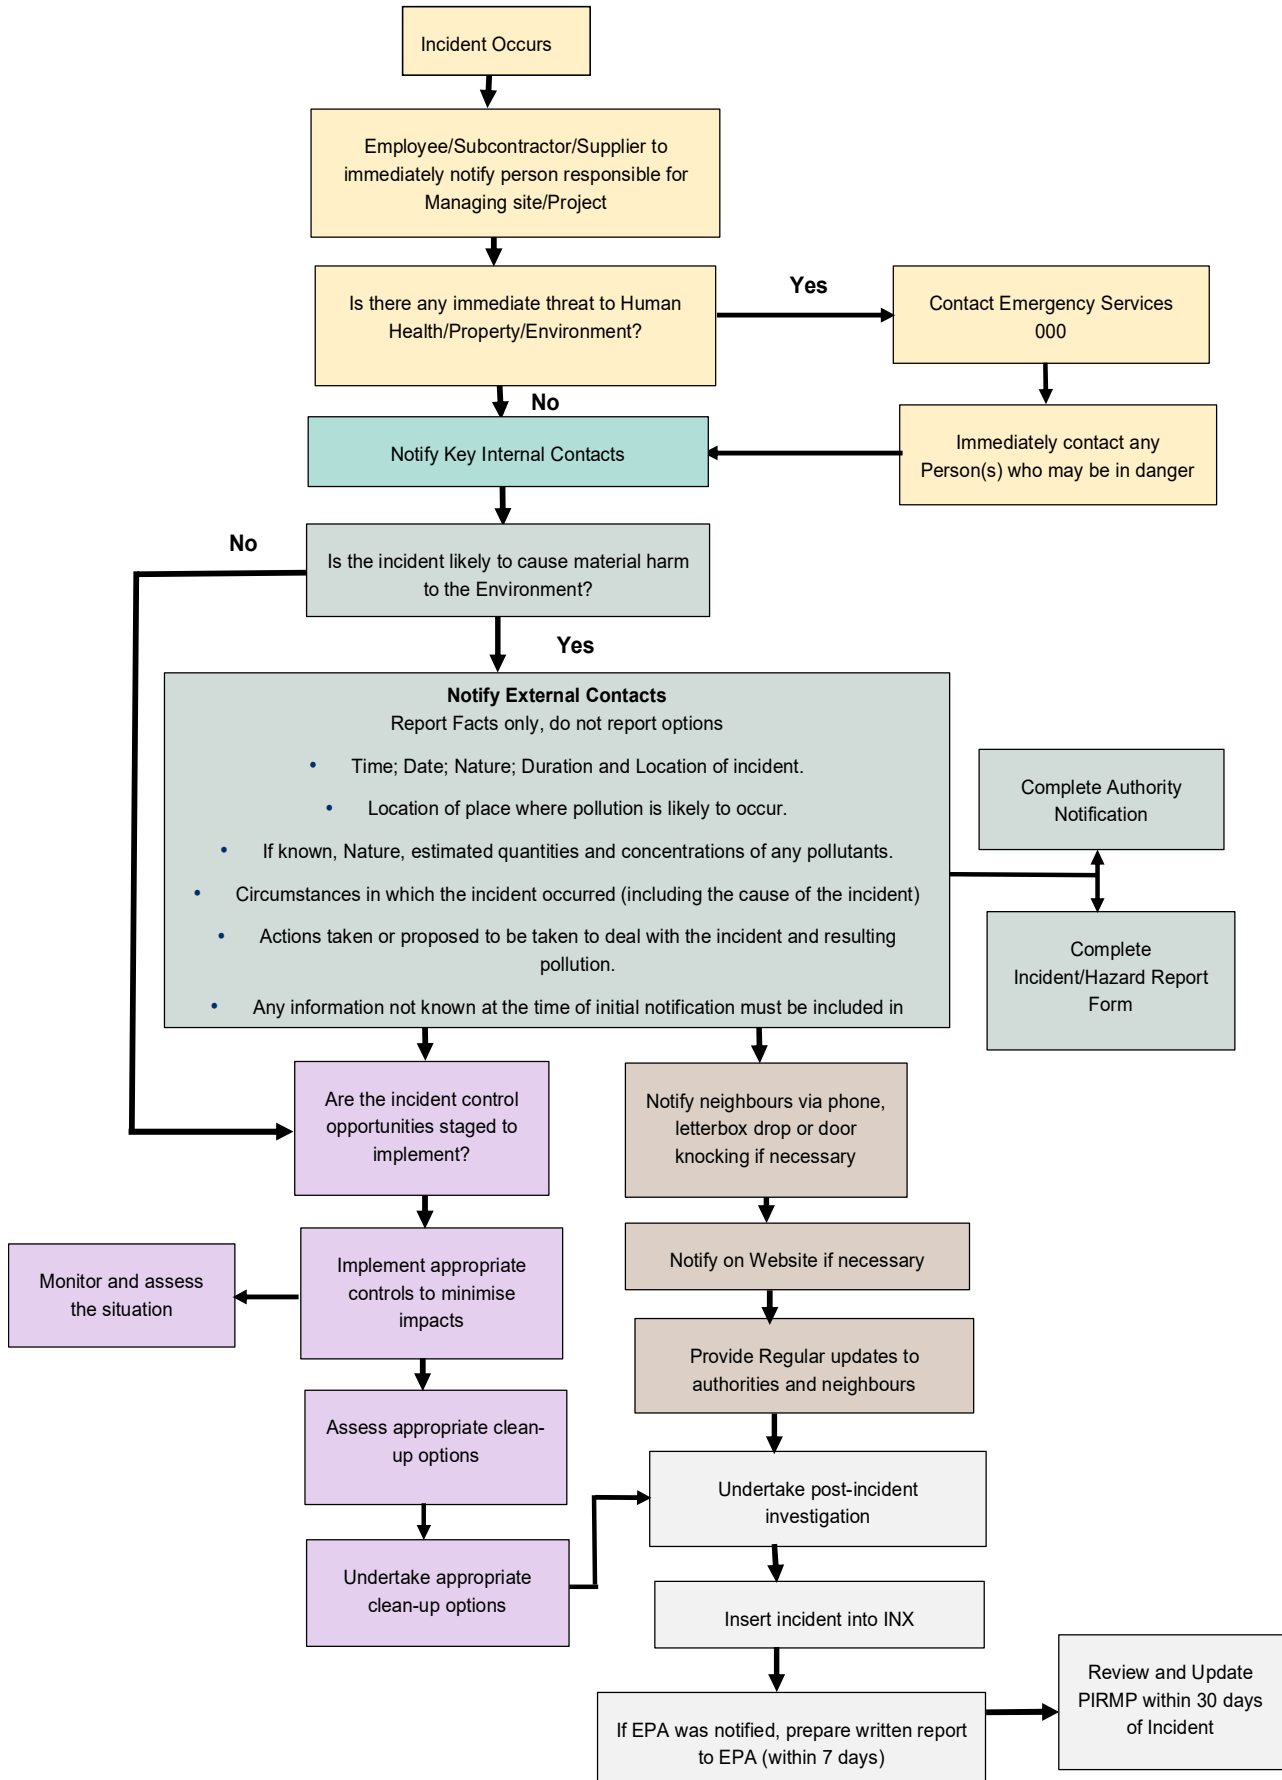 Incident Occurs
Employee/Subcontractor/Supplier to
immediately notify person responsible for
Managing site/Project
Is there any immediate threat to Human
Health/Property/Environment?
Yes
Contact Emergency Services
000
No
Immediately contact any
Person(s) who may be in danger
Notify Key Internal Contacts
No
Is the incident likely to cause material harm
to the Environment?
Yes
Notify External Contacts
Report Facts only, do not report options
• Time; Date; Nature; Duration and Location of incident.
• Location of place where pollution is likely to occur.
• If known, Nature, estimated quantities and concentrations of any pollutants.
• Circumstances in which the incident occurred (including the cause of the incident)
• Actions taken or proposed to be taken to deal with the incident and resulting
pollution.
• Any information not known at the time of initial notification must be included in
Complete Authority
Notification
Complete
Incident/Hazard Report
Form
Are the incident control
opportunities staged to
implement?
Notify neighbours via phone,
letterbox drop or door
knocking if necessary
Implement appropriate
controls to minimise
impacts
Monitor and assess
the situation
Notify on Website if necessary
Provide Regular updates to
authorities and neighbours
Assess appropriate clean-
up options
Undertake appropriate
clean-up options
Undertake post-incident
investigation
Insert incident into INX
If EPA was notified, prepare written report
to EPA (within 7 days)
Review and Update
PIRMP within 30 days
of Incident